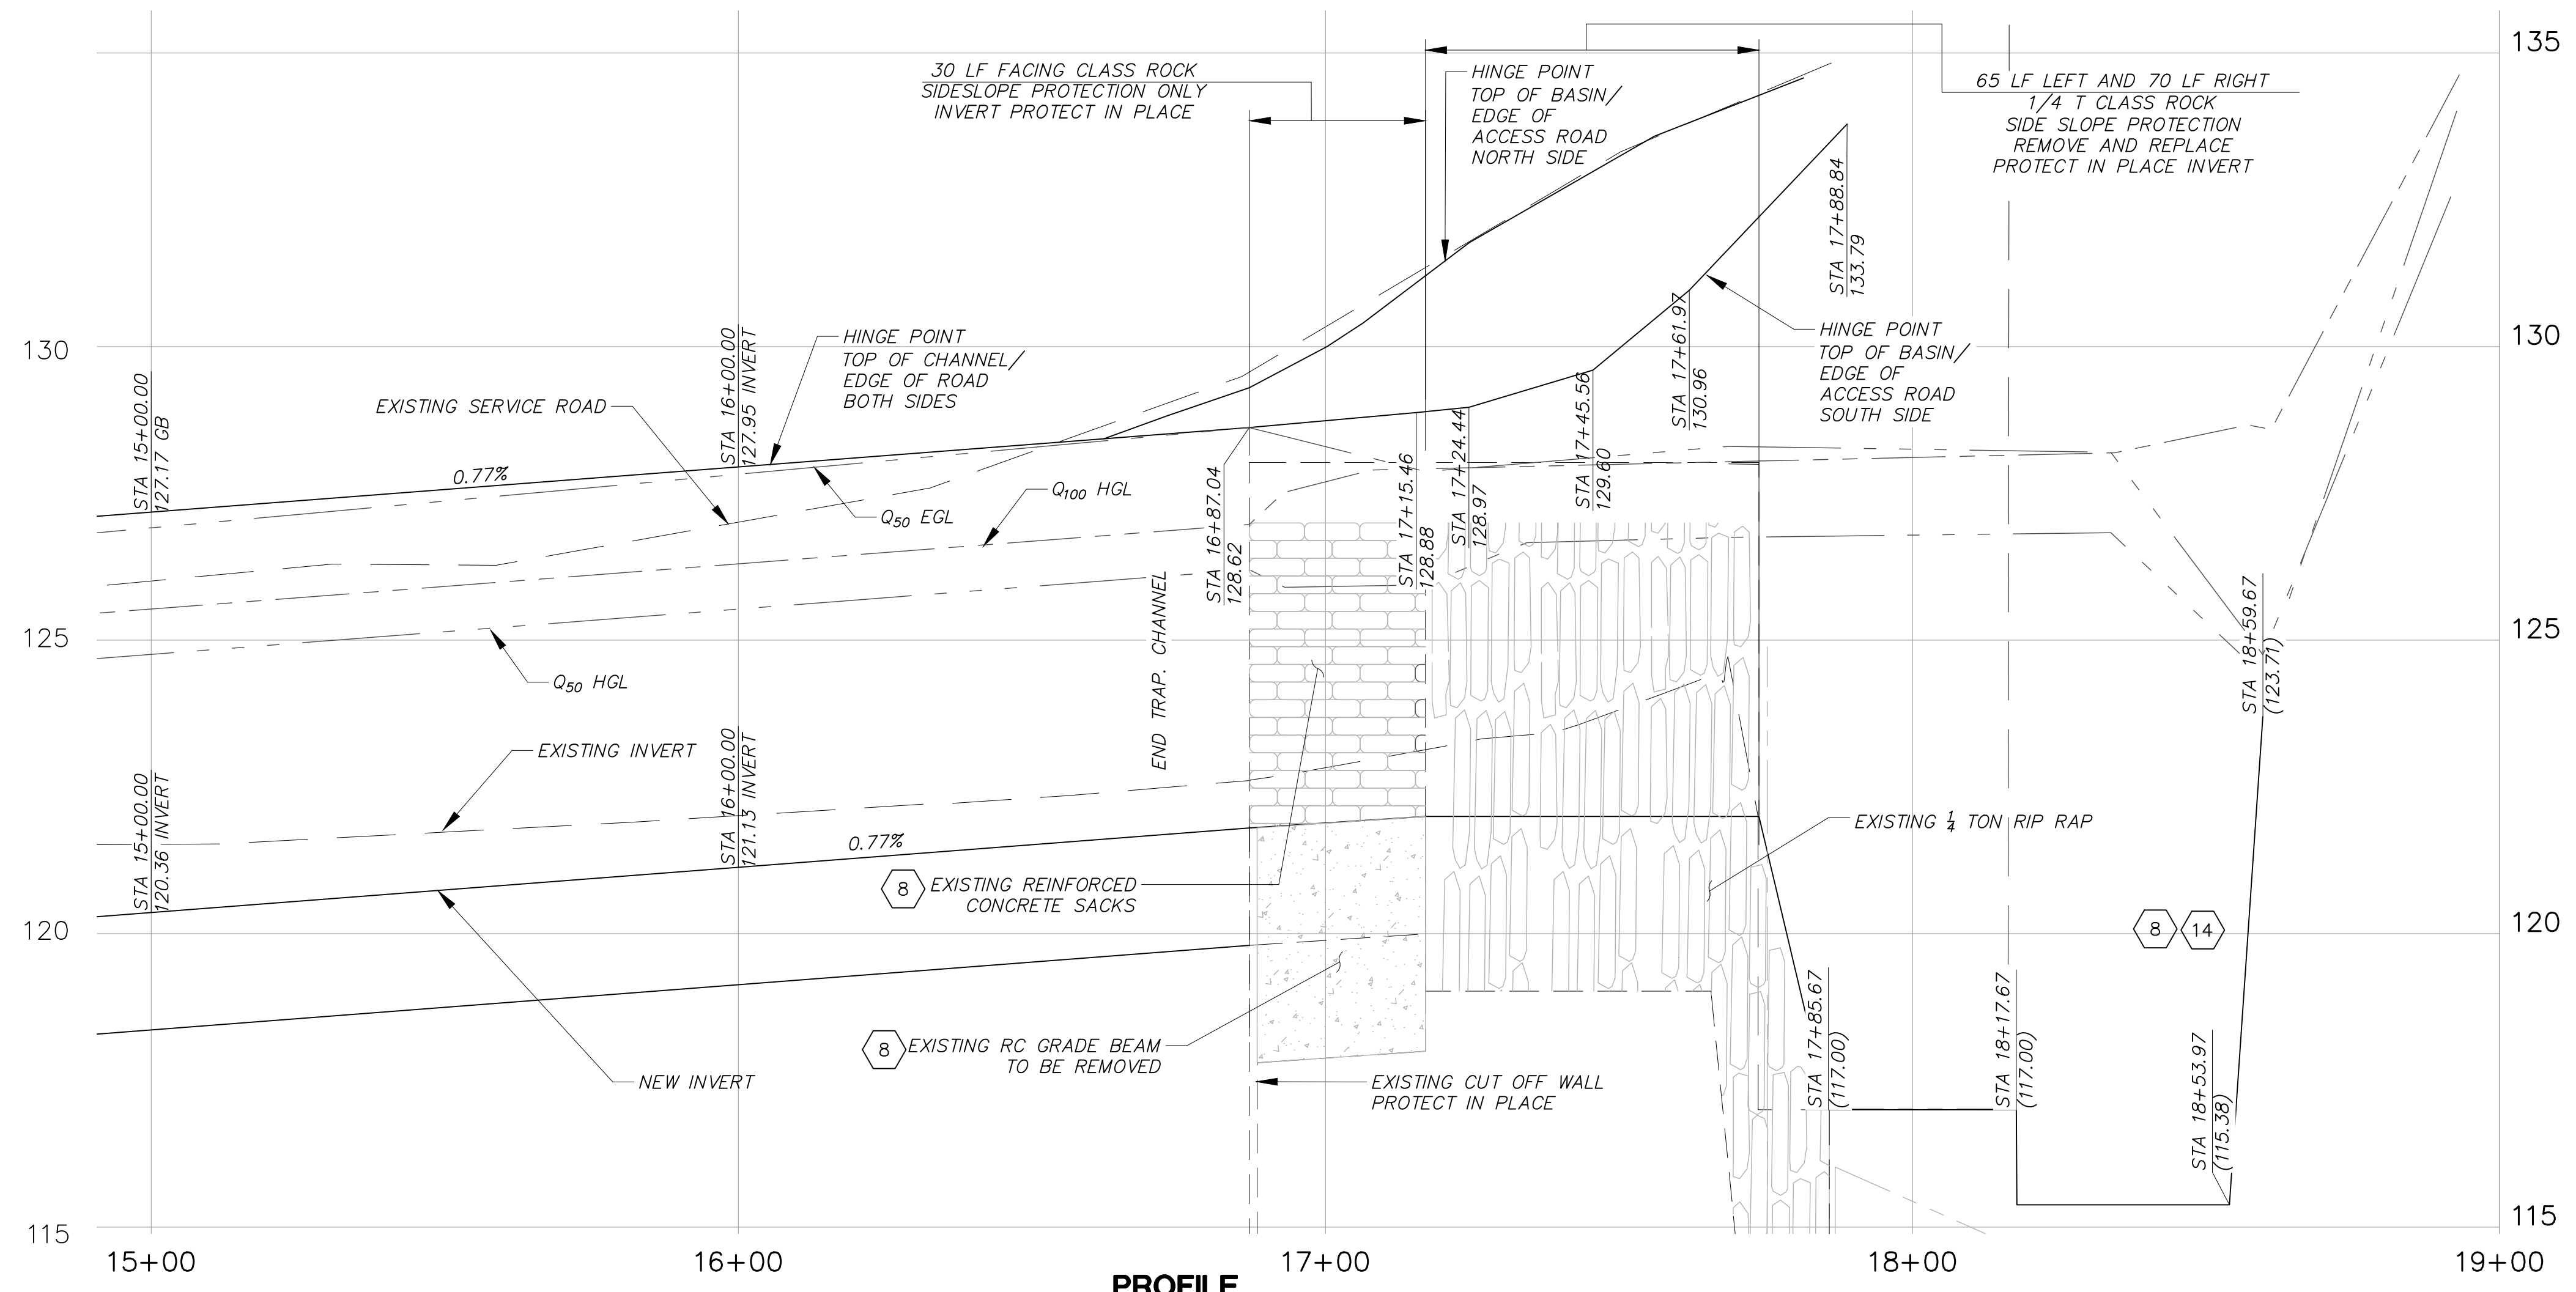 135
135
130
130
125
125
120
120
115
115
30 LF FACING CLASS ROCK
SIDESLOPE PROTECTION ONLY
INVERT PROTECT IN PLACE
HINGE POINT
TOP OF BASIN/
EDGE OF
ACCESS ROAD
NORTH SIDE
65 LF LEFT AND 70 LF RIGHT
1/4 T CLASS ROCK
SIDE SLOPE PROTECTION
REMOVE AND REPLACE
PROTECT IN PLACE INVERT
STA 15+00.00
127.17 GB
0.77%
EXISTING SERVICE ROAD
STA 16+00.00
127.95 INVERT
HINGE POINT
TOP OF CHANNEL/
EDGE OF ROAD
BOTH SIDES
Q50 EGL
Q100 HGL
Q50 HGL
END TRAP. CHANNEL
STA 16+87.04
128.62
STA 17+15.46
128.88
STA 17+24.44
128.97
STA 17+45.56
129.60
STA 17+61.97
130.96
STA 17+88.84
133.79
HINGE POINT
TOP OF BASIN/
EDGE OF
ACCESS ROAD
SOUTH SIDE
EXISTING INVERT
STA 15+00.00
120.36 INVERT
STA 16+00.00
121.13 INVERT
0.77%
8
EXISTING REINFORCED
CONCRETE SACKS
EXISTING 1/4 TON RIP RAP
8
EXISTING RC GRADE BEAM
TO BE REMOVED
NEW INVERT
EXISTING CUT OFF WALL
PROTECT IN PLACE
STA 17+85.67
(117.00)
STA 18+17.67
(117.00)
STA 18+53.97
(115.38)
STA 18+59.67
(123.71)
8
14
15+00
16+00
17+00
18+00
19+00
PROFILE